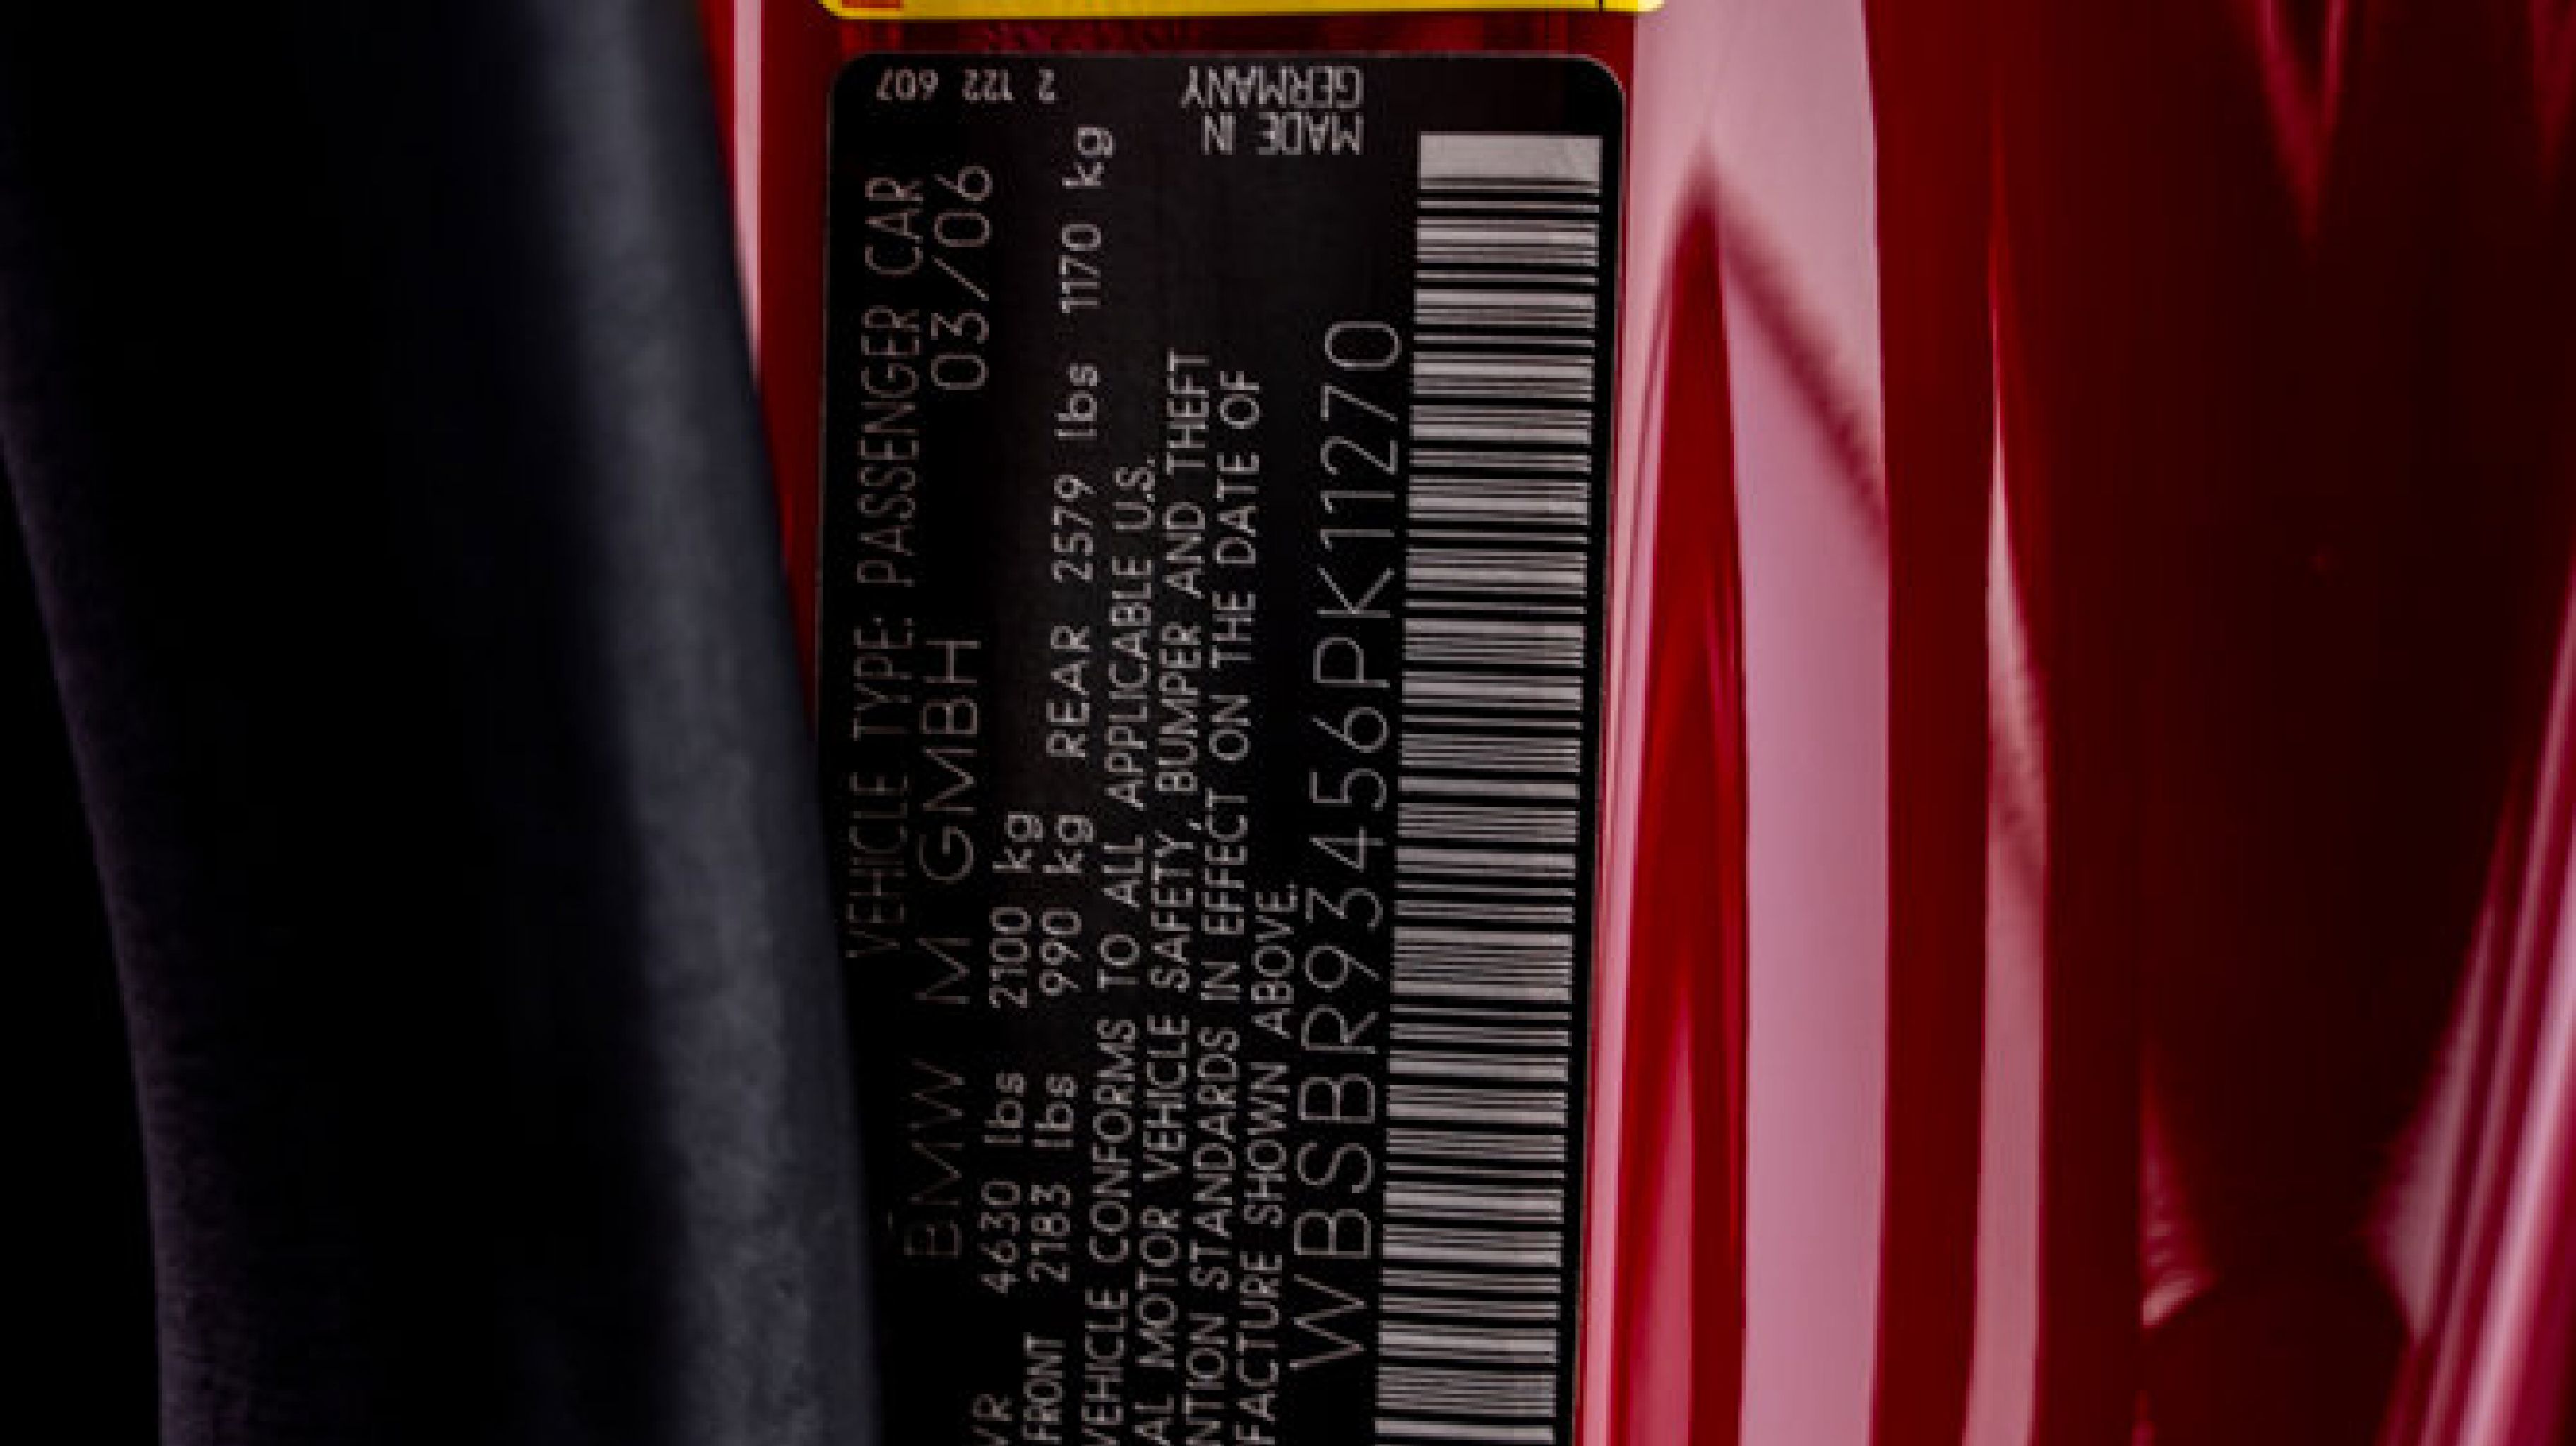 VEHICLE TYPE: PASSENGER CAR
BMW M GMBH 03/06
VR 4630 lbs 2100 kg
FRONT 2183 lbs 990 kg REAR 2579 lbs 1170 kg
VEHICLE CONFORMS TO ALL APPLICABLE U.S.
AL MOTOR VEHICLE SAFETY, BUMPER AND THEFT
NTION STANDARDS IN EFFECT ON THE DATE OF
FACTURE SHOWN ABOVE.
WBSBR93456PK11270
MADE IN
GERMANY
2 122 607